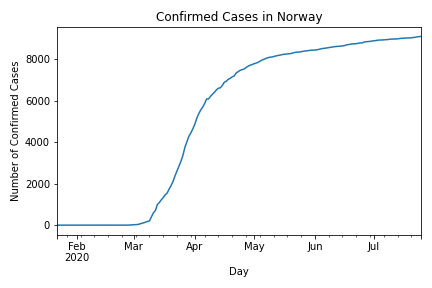 Confirmed Cases in Norway
Number of Confirmed Cases
8000
6000
4000
2000
0
Feb Mar Apr May Jun Jul
2020
Day